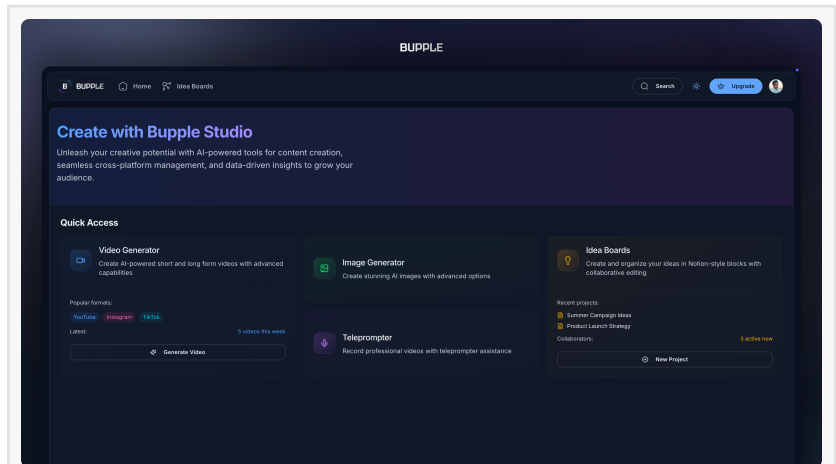 BUPPLE
B BUPPLE Home Idea Boards Search Upgrade
Create with Bupple Studio
Unleash your creative potential with AI-powered tools for content creation,
seamless cross-platform management, and data-driven insights to grow your
audience.
Quick Access
Video Generator
Create AI-powered short and long form videos with advanced
capabilities
Popular formats:
YouTube Instagram TikTok
Latest: 5 videos this week
Generate Video
Image Generator
Create stunning AI images with advanced options
Teleprompter
Record professional videos with teleprompter assistance
Idea Boards
Create and organize your ideas in Notion-style blocks with
collaborative editing
Recent projects:
Summer Campaign Ideas
Product Launch Strategy
Collaborators: 3 active now
New Project